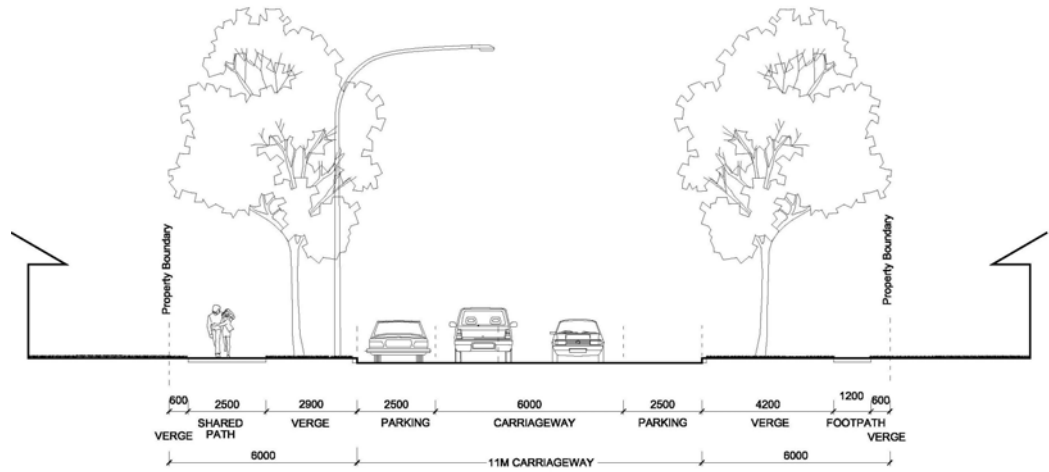 Property Boundary
Property Boundary
600 2500 2900 2500 6000 2500 4200 1200 600
VERGE SHARED PATH VERGE PARKING CARRIAGEWAY PARKING VERGE FOOTPATH VERGE
6000 11M CARRIAGEWAY 6000